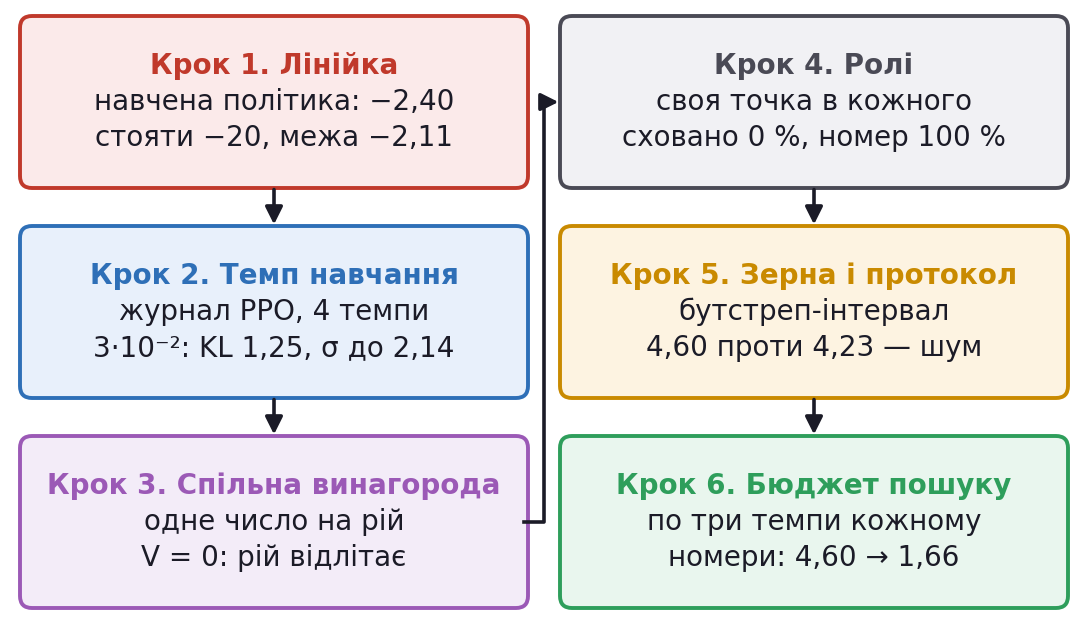 Крок 1. Лінійка
навчена політика: −2,40
стояти −20, межа −2,11
Крок 2. Темп навчання
журнал PPO, 4 темпи
3·10⁻²: KL 1,25, σ до 2,14
Крок 3. Спільна винагорода
одне число на рій
V = 0: рій відлітає
Крок 4. Ролі
своя точка в кожного
сховано 0 %, номер 100 %
Крок 5. Зерна і протокол
бутстреп-інтервал
4,60 проти 4,23 — шум
Крок 6. Бюджет пошуку
по три темпи кожному
номери: 4,60 → 1,66